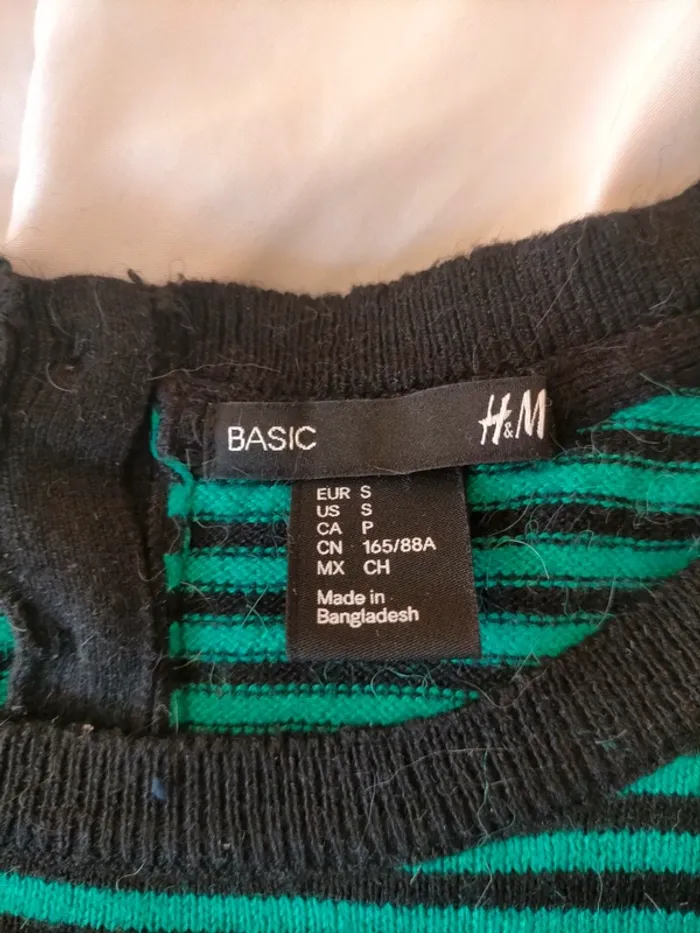 BASIC
H&M
EUR S
US S
CA P
CN 165/88A
MX CH
Made in
Bangladesh